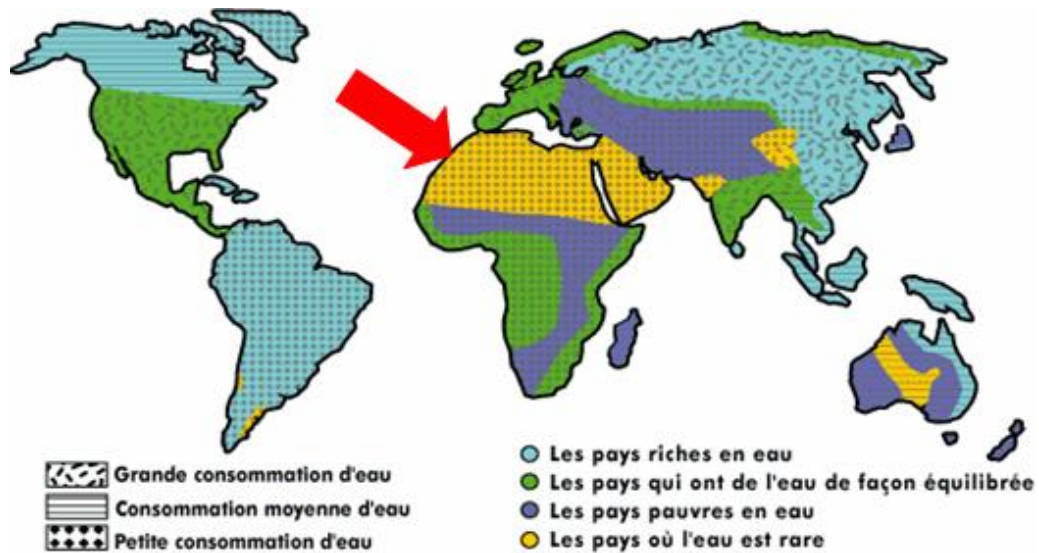 Grande consommation d'eau
Consommation moyenne d'eau
Petite consommation d'eau
Les pays riches en eau
Les pays qui ont de l'eau de façon équilibrée
Les pays pauvres en eau
Les pays où l'eau est rare